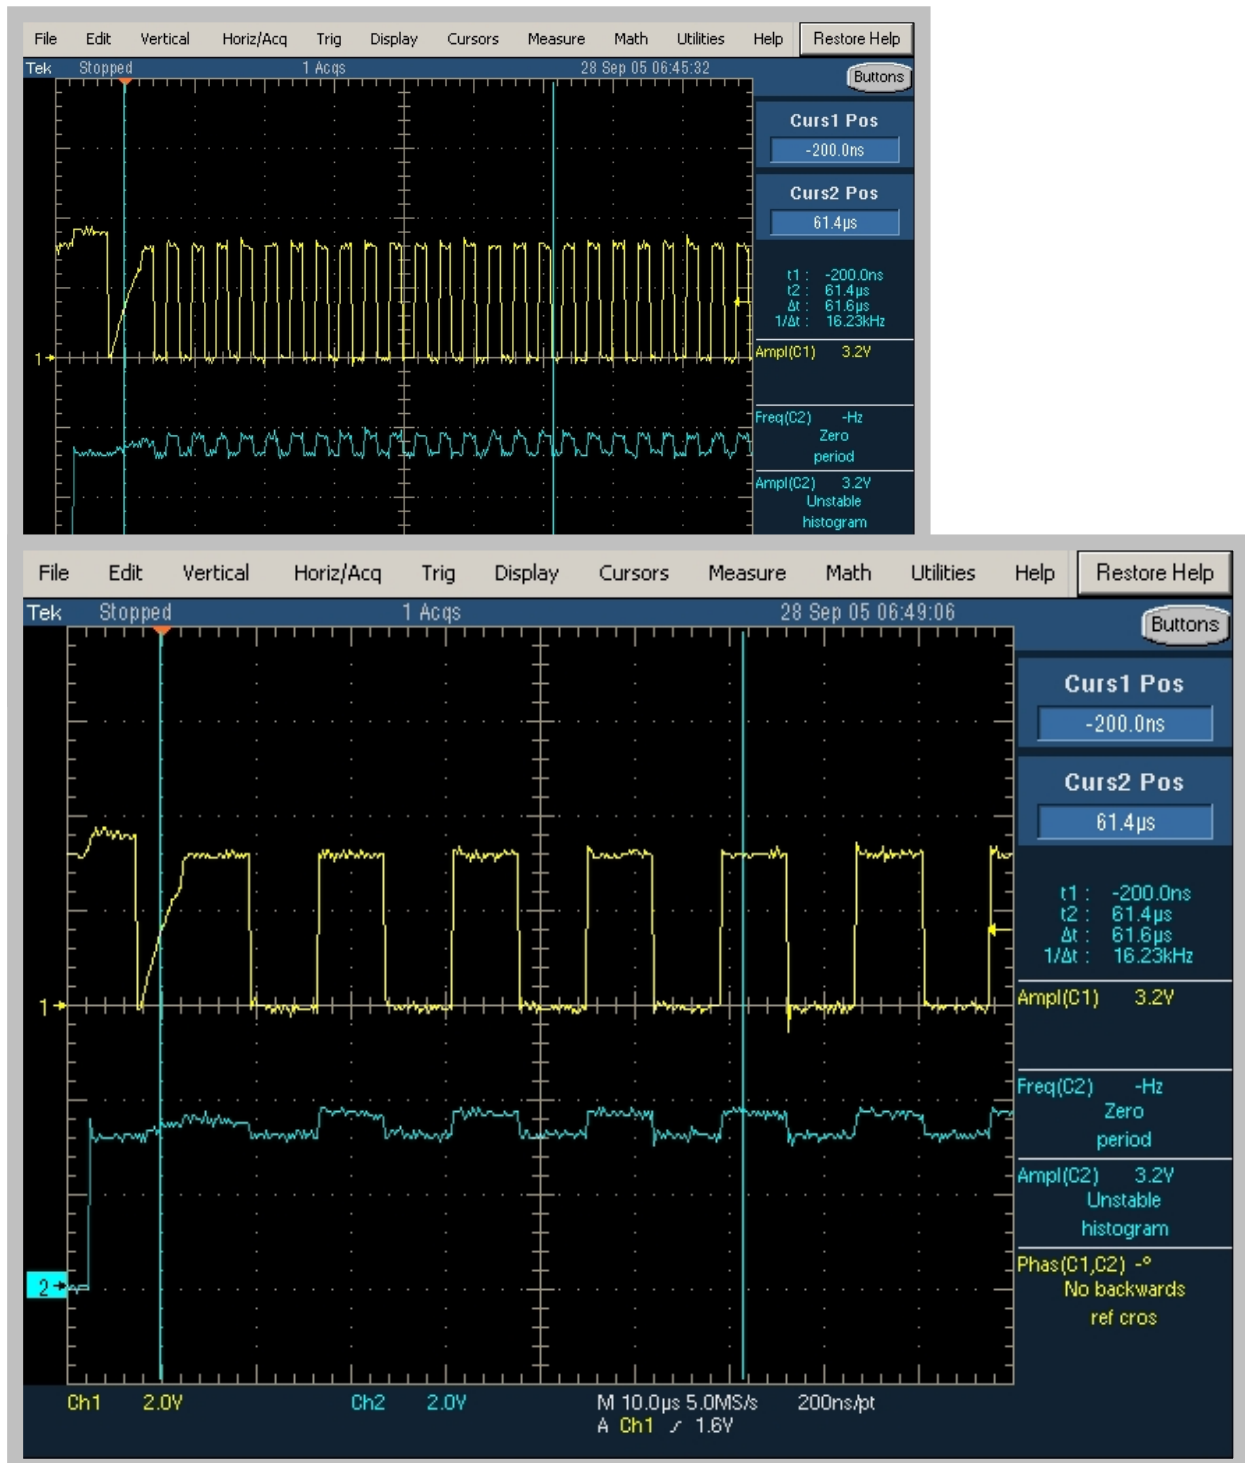 File Edit Vertical Horiz/Acq Trig Display Cursors Measure Math Utilities Help Restore Help
Tek Stopped 1 Acqs 28 Sep 05 06:45:32
Buttons
Curs1 Pos
-200.0ns
Curs2 Pos
61.4µs
t1 : -200.0ns
t2 : 61.4µs
Δt : 61.6µs
1/Δt : 16.23kHz
1
Ampl(C1) 3.2V
Freq(C2) -Hz
Zero
period
Ampl(C2) 3.2V
Unstable
histogram
File Edit Vertical Horiz/Acq Trig Display Cursors Measure Math Utilities Help Restore Help
Tek Stopped 1 Acqs 28 Sep 05 06:49:06
Buttons
Curs1 Pos
-200.0ns
Curs2 Pos
61.4µs
t1 : -200.0ns
t2 : 61.4µs
Δt : 61.6µs
1/Δt : 16.23kHz
1
Ampl(C1) 3.2V
Freq(C2) -Hz
Zero
period
Ampl(C2) 3.2V
Unstable
histogram
2
Phas(C1,C2) -°
No backwards
ref cros
Ch1 2.0V Ch2 2.0V M 10.0µs 5.0MS/s 200ns/pt
A Ch1 / 1.6V